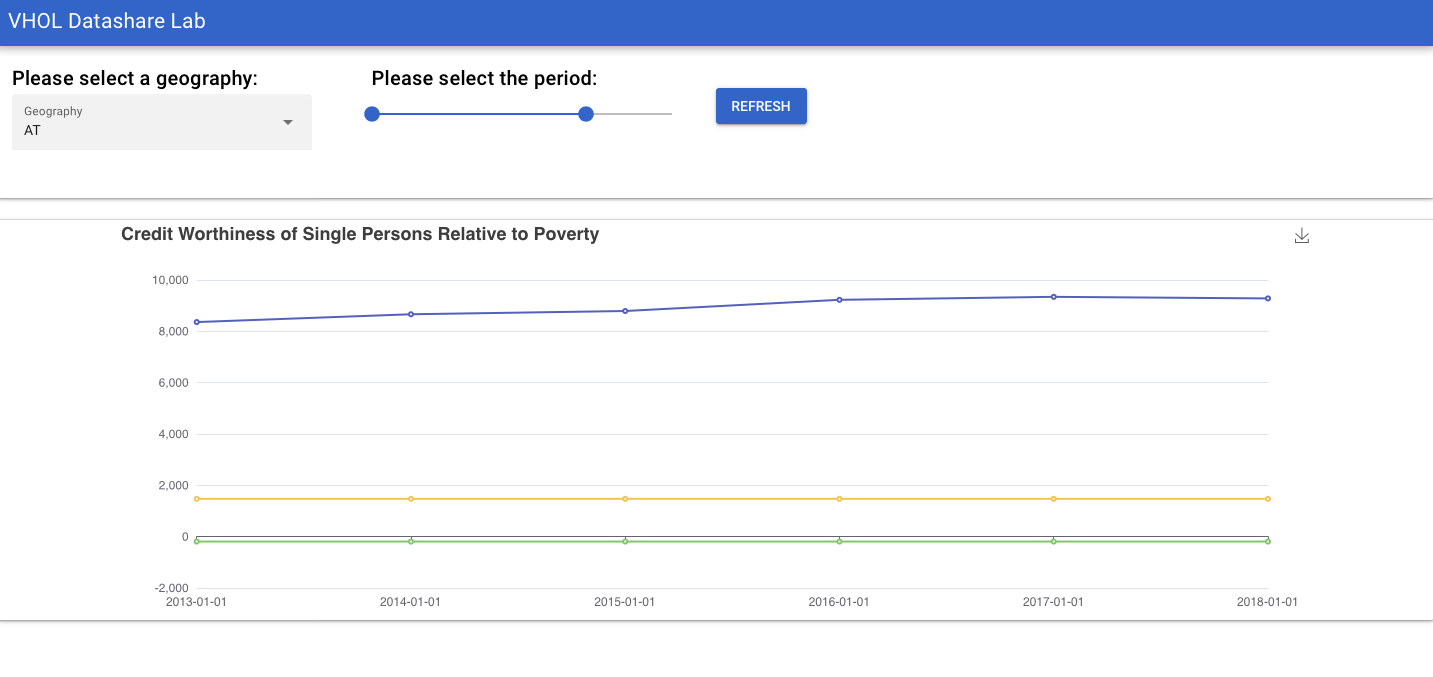 VHOL Datashare Lab
Please select a geography:
Please select the period:
Geography
AT
REFRESH
Credit Worthiness of Single Persons Relative to Poverty
10,000
8,000
6,000
4,000
2,000
0
-2,000
2013-01-01 2014-01-01 2015-01-01 2016-01-01 2017-01-01 2018-01-01